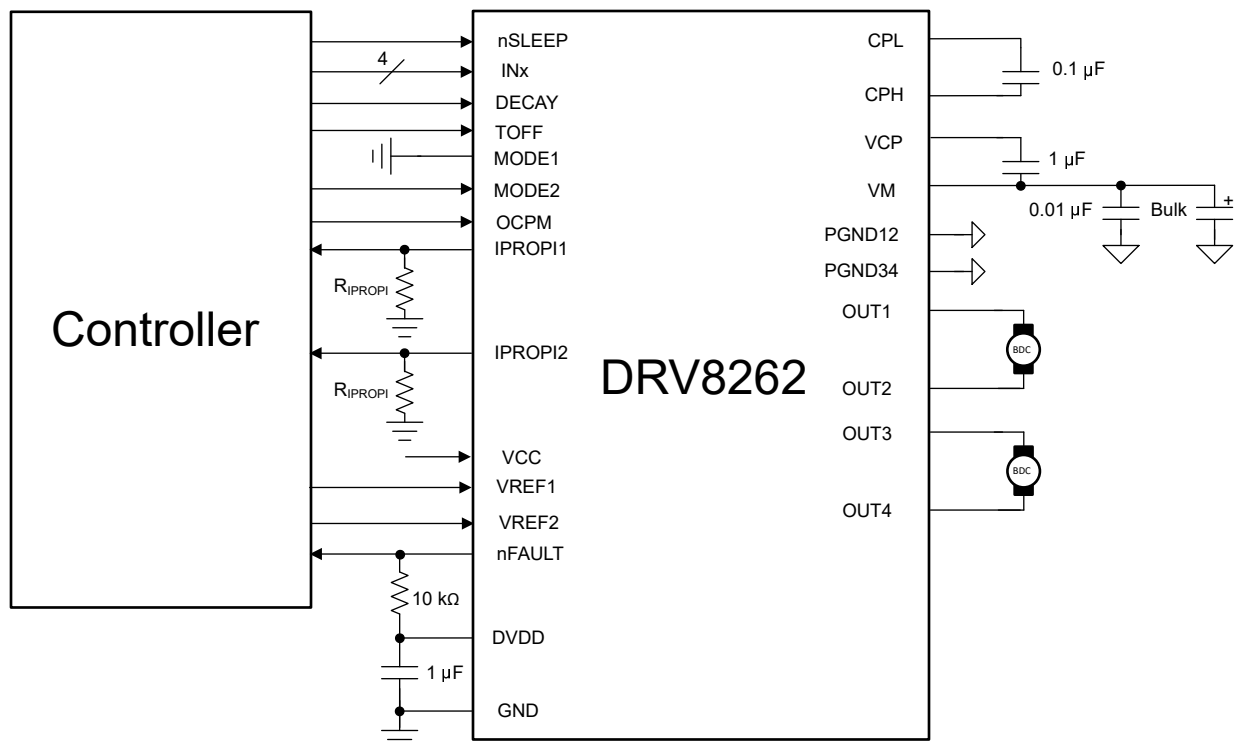 Controller
DRV8262
4
nSLEEP
INx
DECAY
TOFF
MODE1
MODE2
OCPM
IPROPI1
RIPROPI
IPROPI2
RIPROPI
VCC
VREF1
VREF2
nFAULT
10 kΩ
DVDD
1 µF
GND
CPL
0.1 µF
CPH
VCP
1 µF
VM
0.01 µF
Bulk
+
PGND12
PGND34
OUT1
BDC
OUT2
OUT3
BDC
OUT4